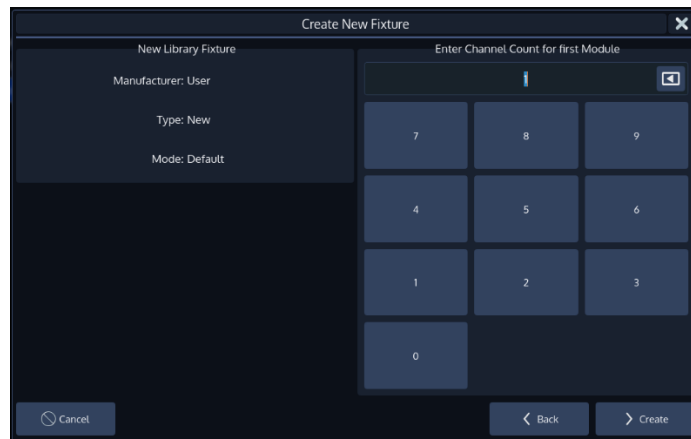 Create New Fixture
New Library Fixture
Manufacturer: User
Type: New
Mode: Default
Enter Channel Count for first Module
1
7 8 9
4 5 6
1 2 3
0
Cancel
Back
Create